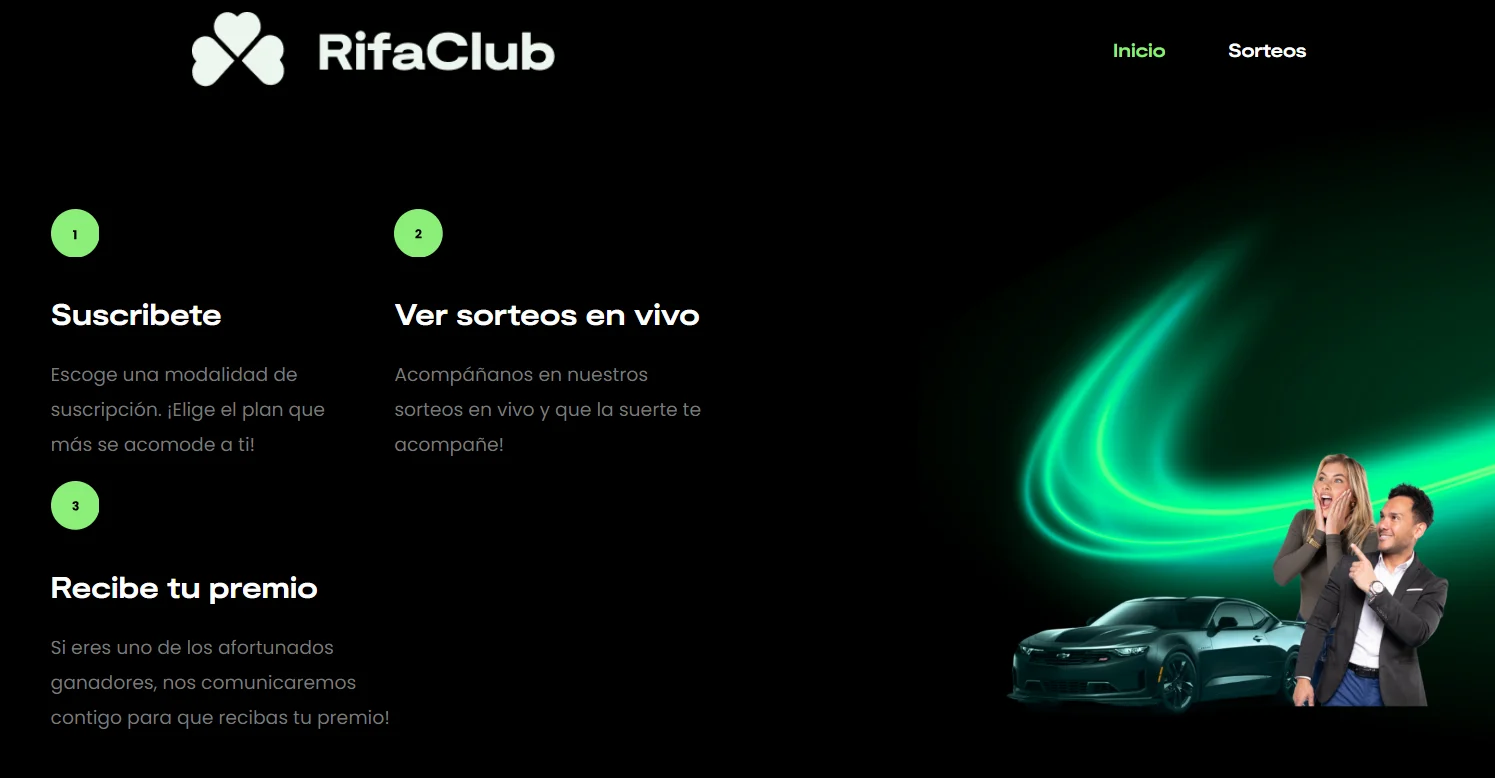 RifaClub
Inicio
Sorteos
1
Suscribete
Escoge una modalidad de
suscripción. ¡Elige el plan que
más se acomode a ti!
2
Ver sorteos en vivo
Acompáñanos en nuestros
sorteos en vivo y que la suerte te
acompañe!
3
Recibe tu premio
Si eres uno de los afortunados
ganadores, nos comunicaremos
contigo para que recibas tu premio!